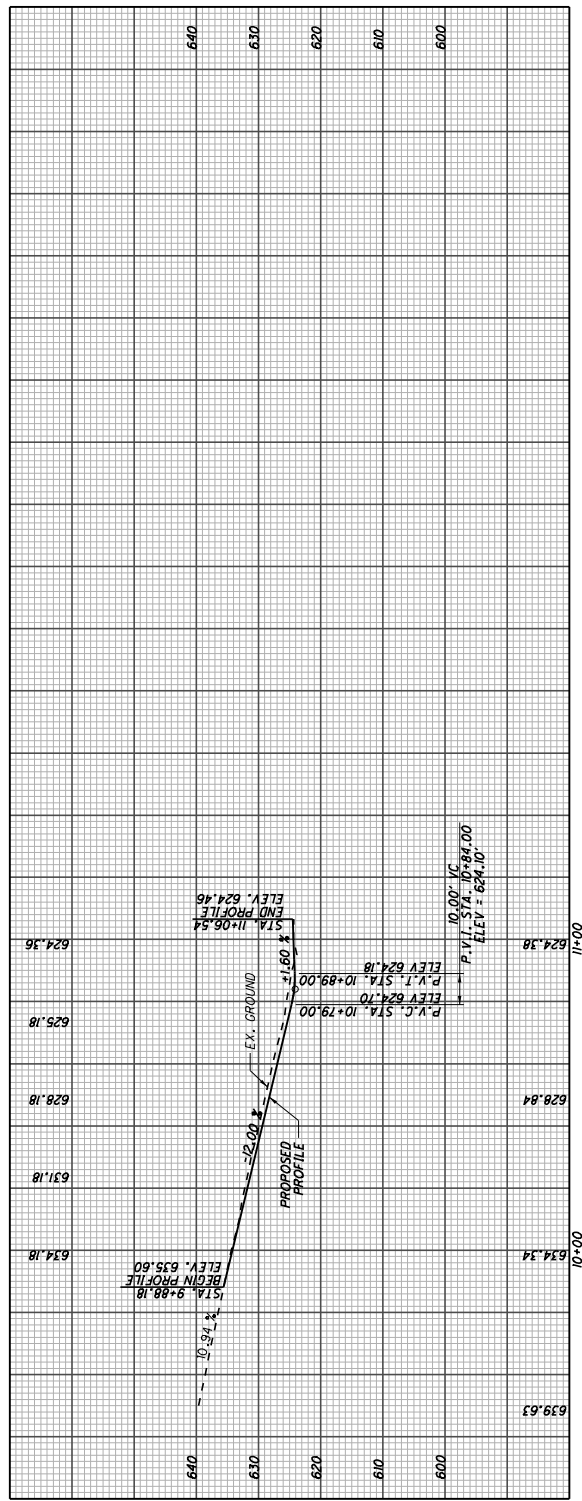 640
630
620
610
600
640
630
620
610
600
634.18
631.18
628.18
625.18
624.36
10.94 %
STA. 9+88.18
BEGIN PROFILE
ELEV. 635.60
-12.00 %
EX. GROUND
PROPOSED
PROFILE
±1.60 %
STA. 11+06.54
END PROFILE
ELEV. 624.46
P.V.C. STA. 10+79.00
ELEV 624.70
P.V.T. STA. 10+89.00
ELEV 624.18
10.00' VC
P.V.I. STA. 10+84.00
ELEV = 624.10'
639.63
634.34
628.84
624.38
10+00
11+00